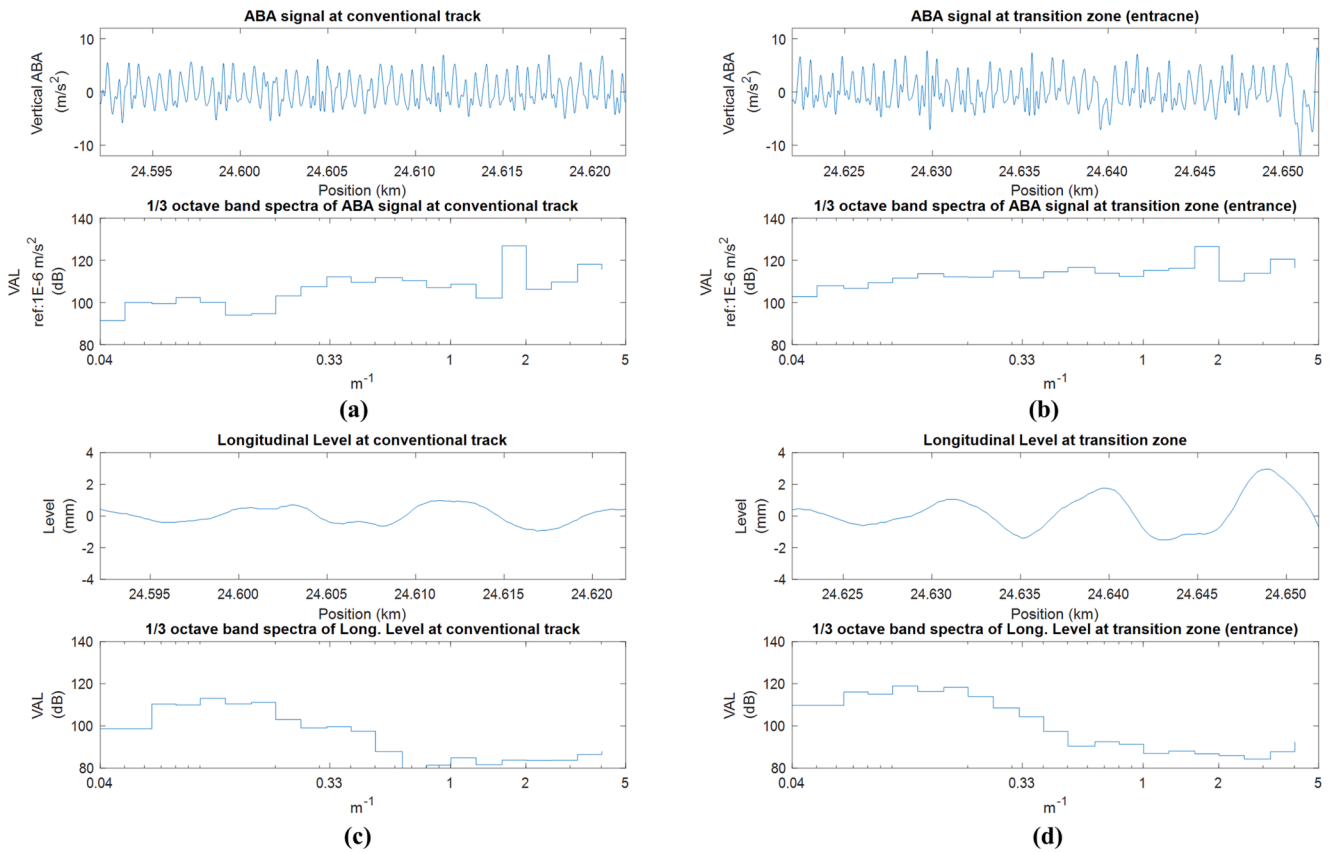 ABA signal at conventional track
10
0
-10
Vertical ABA
(m/s2)
24.595 24.600 24.605 24.610 24.615 24.620
Position (km)
1/3 octave band spectra of ABA signal at conventional track
140
120
100
80
VAL
ref:1E-6 m/s2
(dB)
0.04 0.33 1 2 5
m-1
(a)
ABA signal at transition zone (entracne)
10
0
-10
Vertical ABA
(m/s2)
24.625 24.630 24.635 24.640 24.645 24.650
Position (km)
1/3 octave band spectra of ABA signal at transition zone (entrance)
140
120
100
80
VAL
ref:1E-6 m/s2
(dB)
0.04 0.33 1 2 5
m-1
(b)
Longitudinal Level at conventional track
4
2
0
-2
-4
Level
(mm)
24.595 24.600 24.605 24.610 24.615 24.620
Position (km)
1/3 octave band spectra of Long. Level at conventional track
140
120
100
80
VAL
(dB)
0.04 0.33 1 2 5
m-1
(c)
Longitudinal Level at transition zone
4
2
0
-2
-4
Level
(mm)
24.625 24.630 24.635 24.640 24.645 24.650
Position (km)
1/3 octave band spectra of Long. Level at transition zone (entrance)
140
120
100
80
VAL
(dB)
0.04 0.33 1 2 5
m-1
(d)